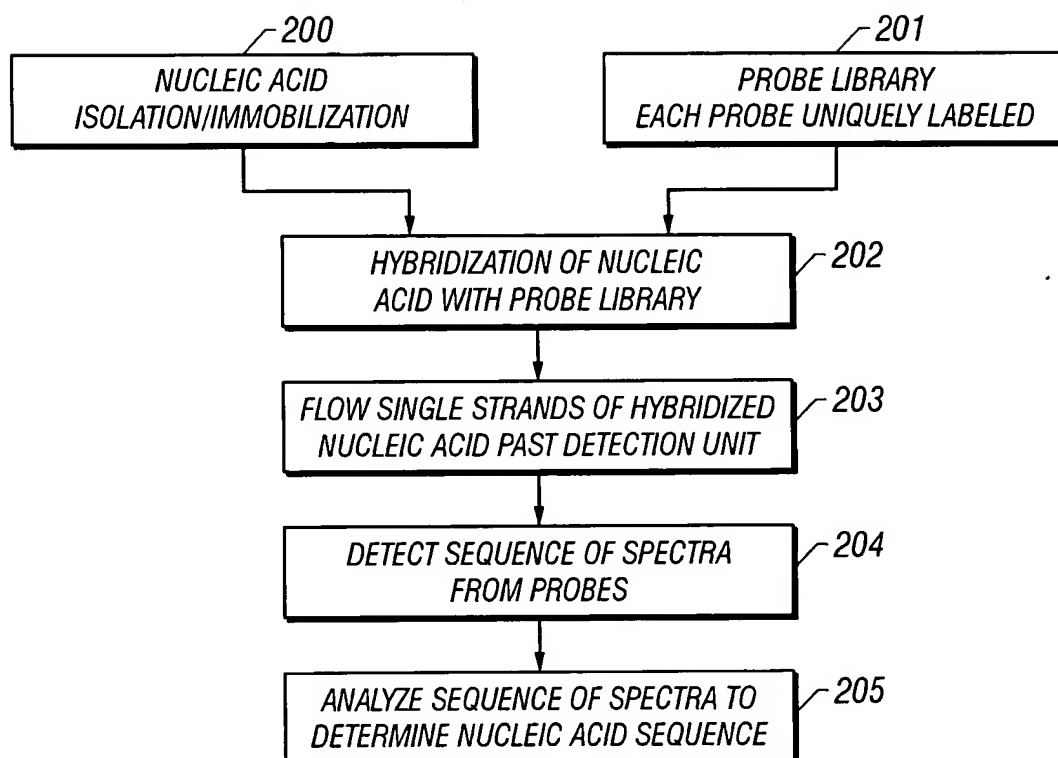 200
NUCLEIC ACID
ISOLATION/IMMOBILIZATION
201
PROBE LIBRARY
EACH PROBE UNIQUELY LABELED
202
HYBRIDIZATION OF NUCLEIC
ACID WITH PROBE LIBRARY
203
FLOW SINGLE STRANDS OF HYBRIDIZED
NUCLEIC ACID PAST DETECTION UNIT
204
DETECT SEQUENCE OF SPECTRA
FROM PROBES
205
ANALYZE SEQUENCE OF SPECTRA TO
DETERMINE NUCLEIC ACID SEQUENCE